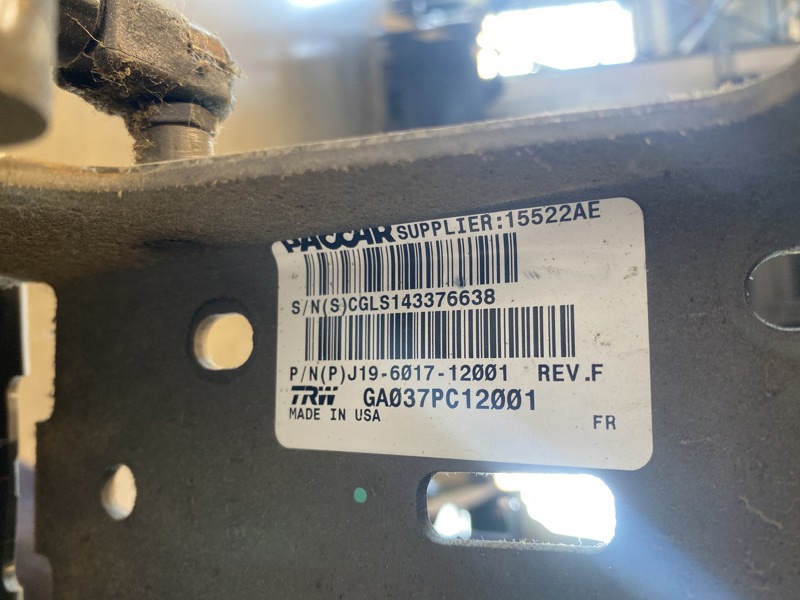 PACCAR SUPPLIER:15522AE
S/N(S)CGLS143376638
P/N(P)J19-6017-12001 REV.F
TRW GA037PC12001
MADE IN USA
FR